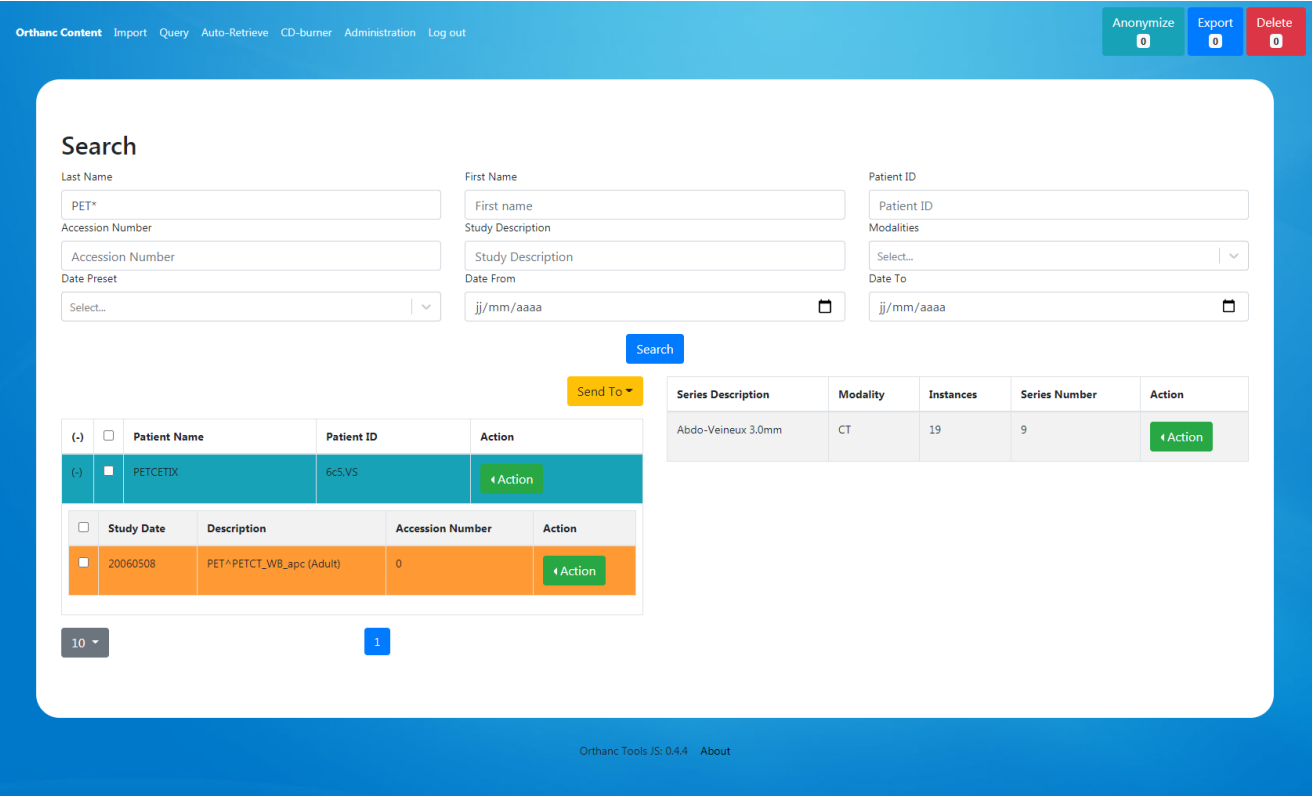 Orthanc Content Import Query Auto-Retrieve CD-burner Administration Log out
Anonymize Export Delete
0 0 0
Search
Last Name First Name Patient ID
PET* First name Patient ID
Accession Number Study Description Modalities
Accession Number Study Description Select...
Date Preset Date From Date To
Select... jj/mm/aaaa jj/mm/aaaa
Search
Send To
(-) Patient Name Patient ID Action
(-) PETCETIX 6c5.VS Action
Study Date Description Accession Number Action
20060508 PET^PETCT_WB_apc (Adult) 0 Action
10 1
Series Description Modality Instances Series Number Action
Abdo-Veineux 3.0mm CT 19 9 Action
Orthanc Tools JS: 0.4.4 About